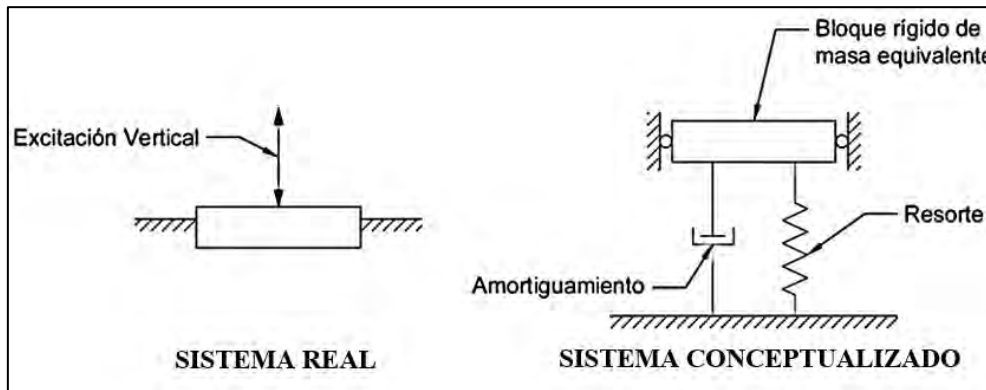 Excitación Vertical
SISTEMA REAL
Bloque rígido de
masa equivalente
Resorte
Amortiguamiento
SISTEMA CONCEPTUALIZADO